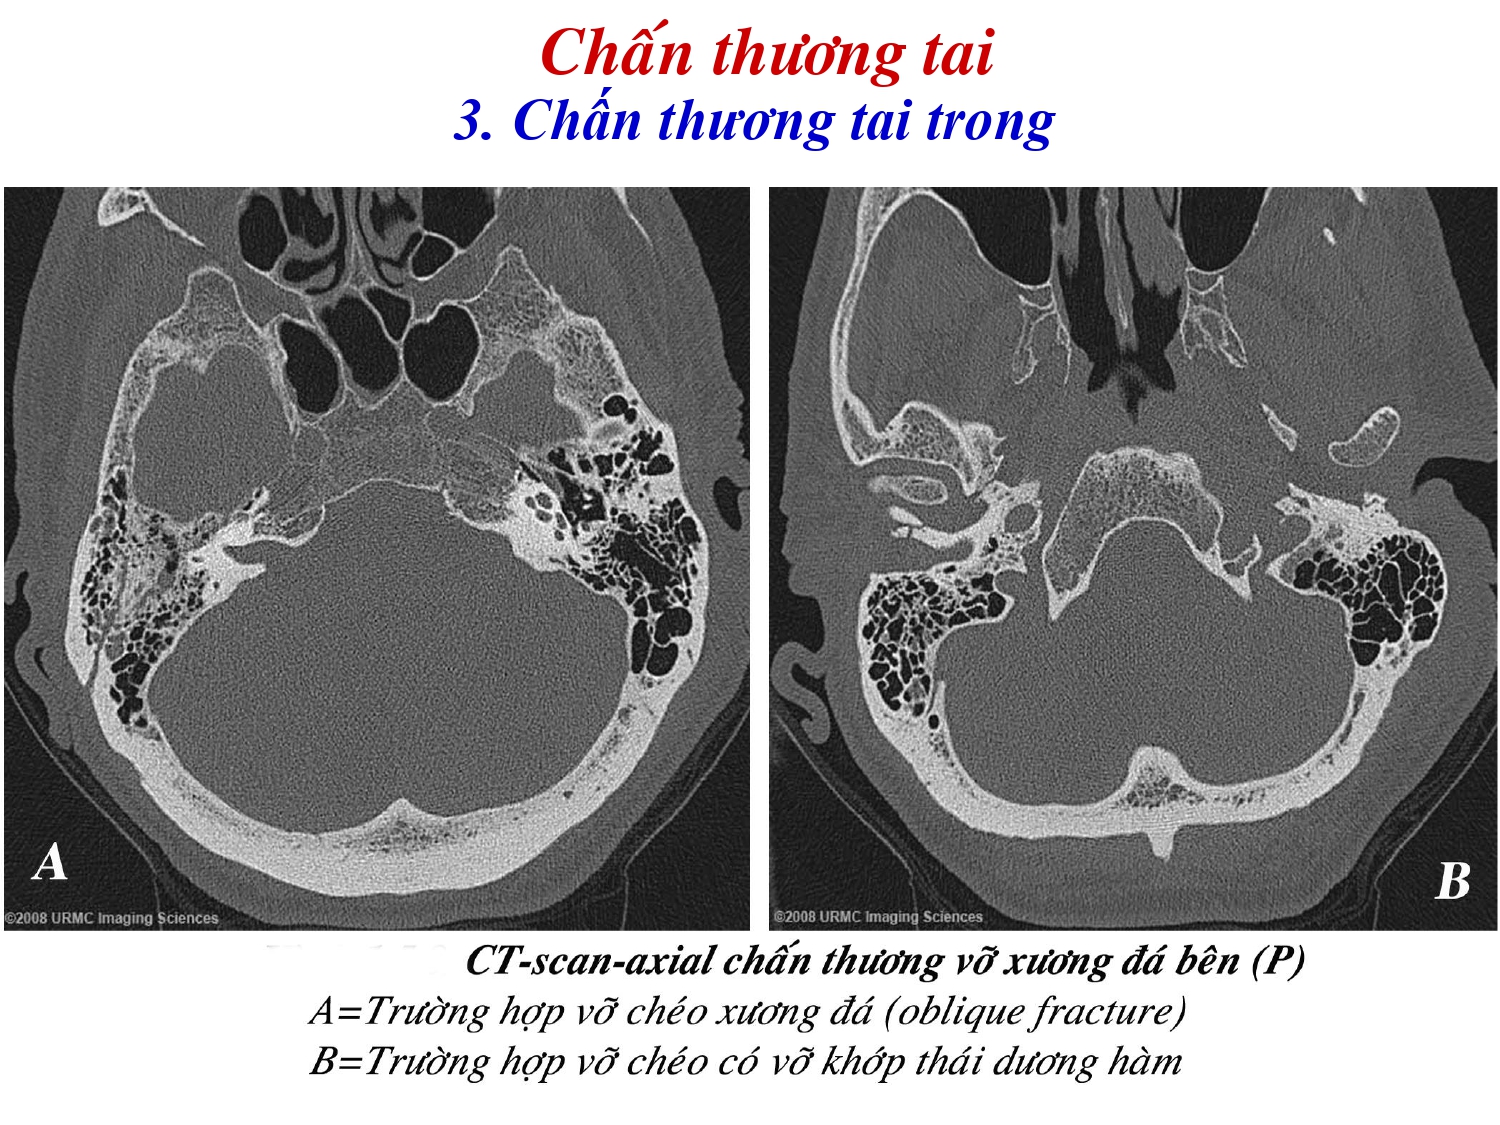 Chấn thương tai
3. Chấn thương tai trong
A
B
©2008 URMC Imaging Sciences
©2008 URMC Imaging Sciences
CT-scan-axial chấn thương vỡ xương đá bên (P)
A=Trường hợp vỡ chéo xương đá (oblique fracture)
B=Trường hợp vỡ chéo có vỡ khớp thái dương hàm